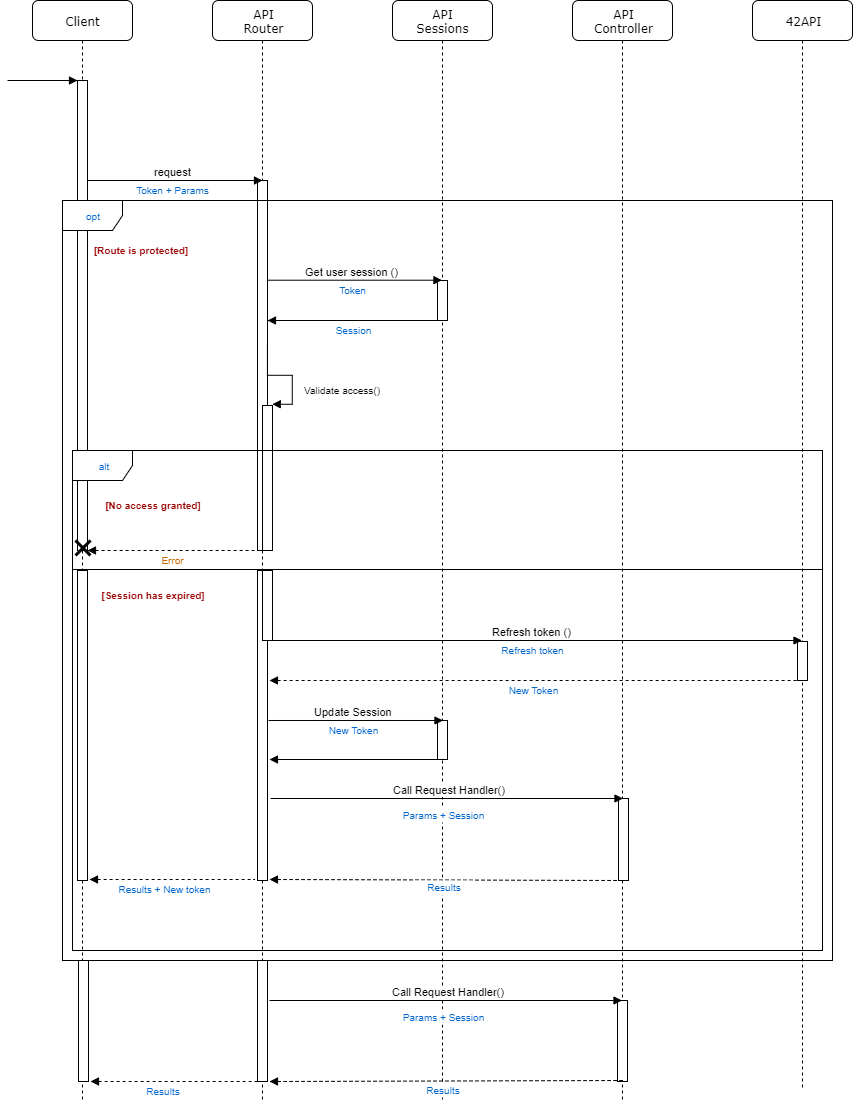 Client
API
Router
API
Sessions
API
Controller
42API
request
Token + Params
opt
[Route is protected]
Get user session ()
Token
Session
Validate access()
alt
[No access granted]
Error
[Session has expired]
Refresh token ()
Refresh token
New Token
Update Session
New Token
Call Request Handler()
Params + Session
Results + New token
Results
Call Request Handler()
Params + Session
Results
Results